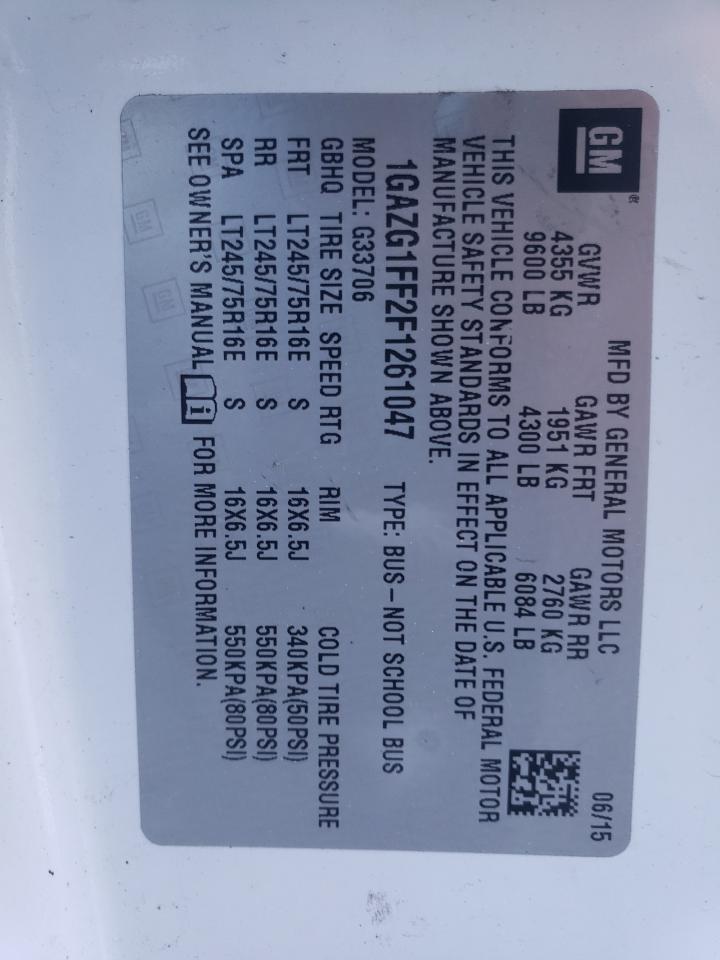 GM
MFD BY GENERAL MOTORS LLC 06/15
GVWR GAWR FRT GAWR RR
4355 KG 1951 KG 2760 KG
9600 LB 4300 LB 6084 LB
THIS VEHICLE CONFORMS TO ALL APPLICABLE U.S. FEDERAL MOTOR
VEHICLE SAFETY STANDARDS IN EFFECT ON THE DATE OF
MANUFACTURE SHOWN ABOVE.
1GAZG1FF2F1261047 TYPE: BUS-NOT SCHOOL BUS
MODEL: G33706
GBHQ TIRE SIZE SPEED RTG RIM COLD TIRE PRESSURE
FRT LT245/75R16E S 16X6.5J 340KPA(50PSI)
RR LT245/75R16E S 16X6.5J 550KPA(80PSI)
SPA LT245/75R16E S 16X6.5J 550KPA(80PSI)
SEE OWNER'S MANUAL i FOR MORE INFORMATION.